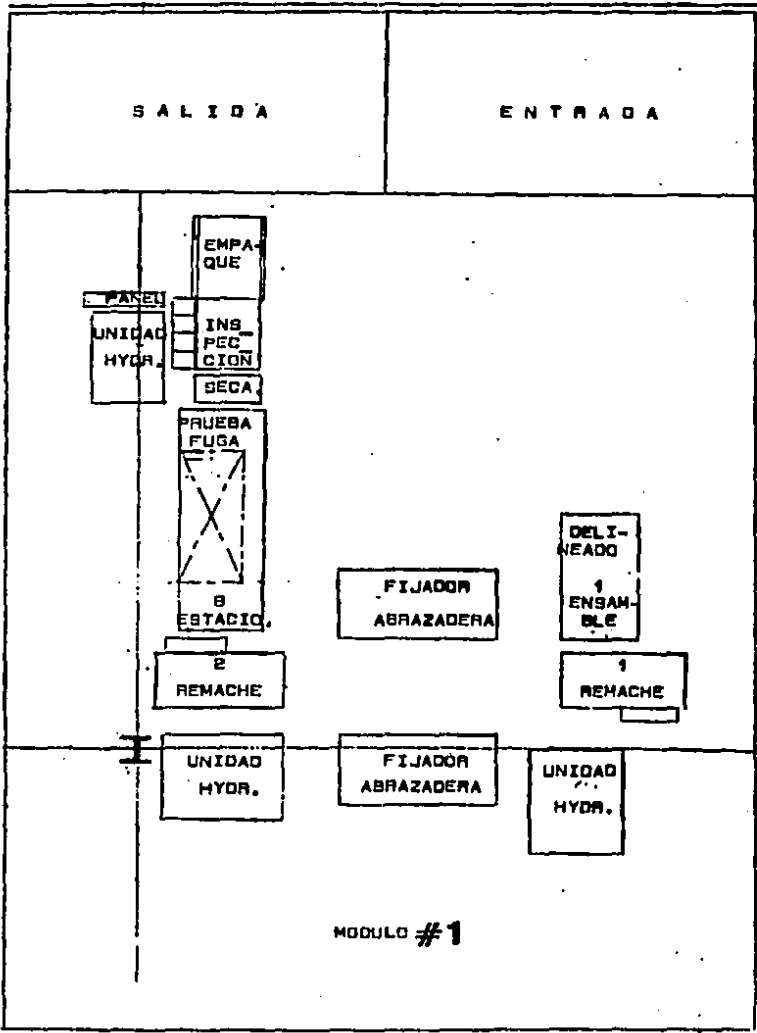 SALIDA
ENTRADA
EMPA-
QUE
PANEL
UNIDAD
HYDR.
INS_
PEC_
CION
SECA.
PRUEBA
FUGA
8
ESTACIO.
DELI-
NEADO
1
ENSAM-
BLE
FIJADOR
ABRAZADERA
2
REMACHE
1
REMACHE
UNIDAD
HYDR.
FIJADOR
ABRAZADERA
UNIDAD
HYDR.
MODULO #1